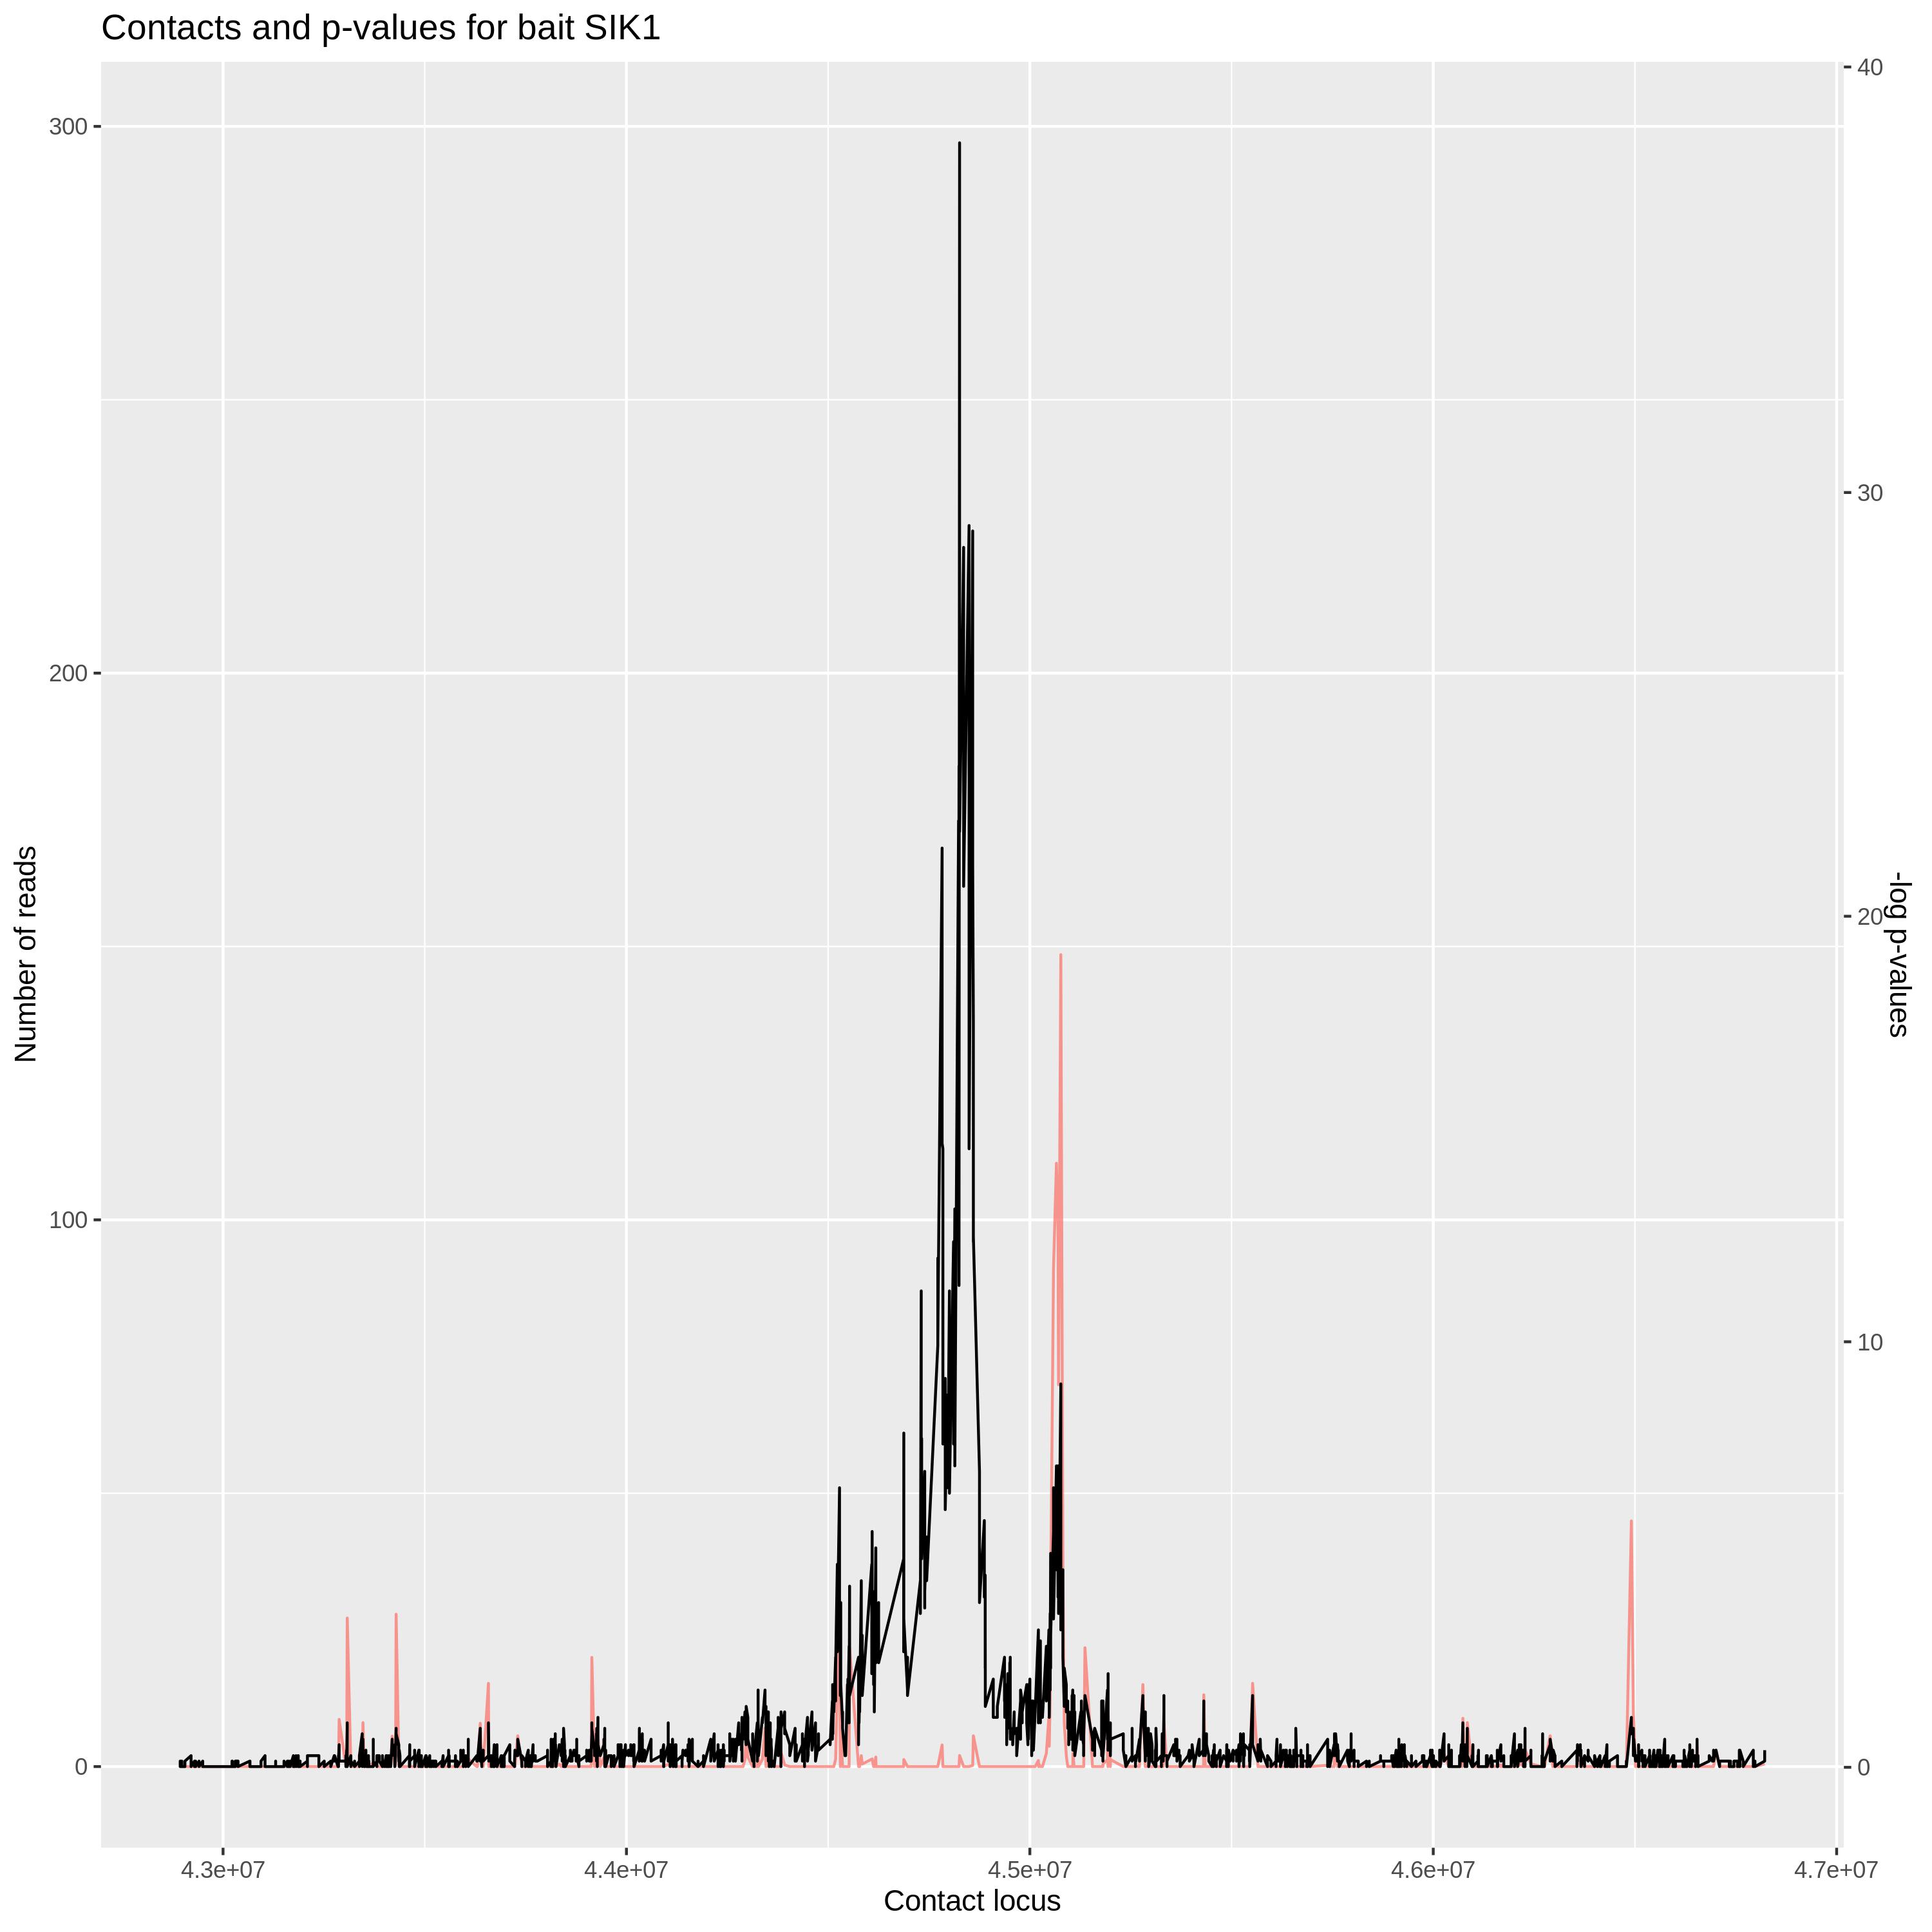 Contacts and p-values for bait SIK1
Number of reads
300
200
100
0
40
30
20
10
0
-log p-values
4.3e+07
4.4e+07
4.5e+07
4.6e+07
4.7e+07
Contact locus